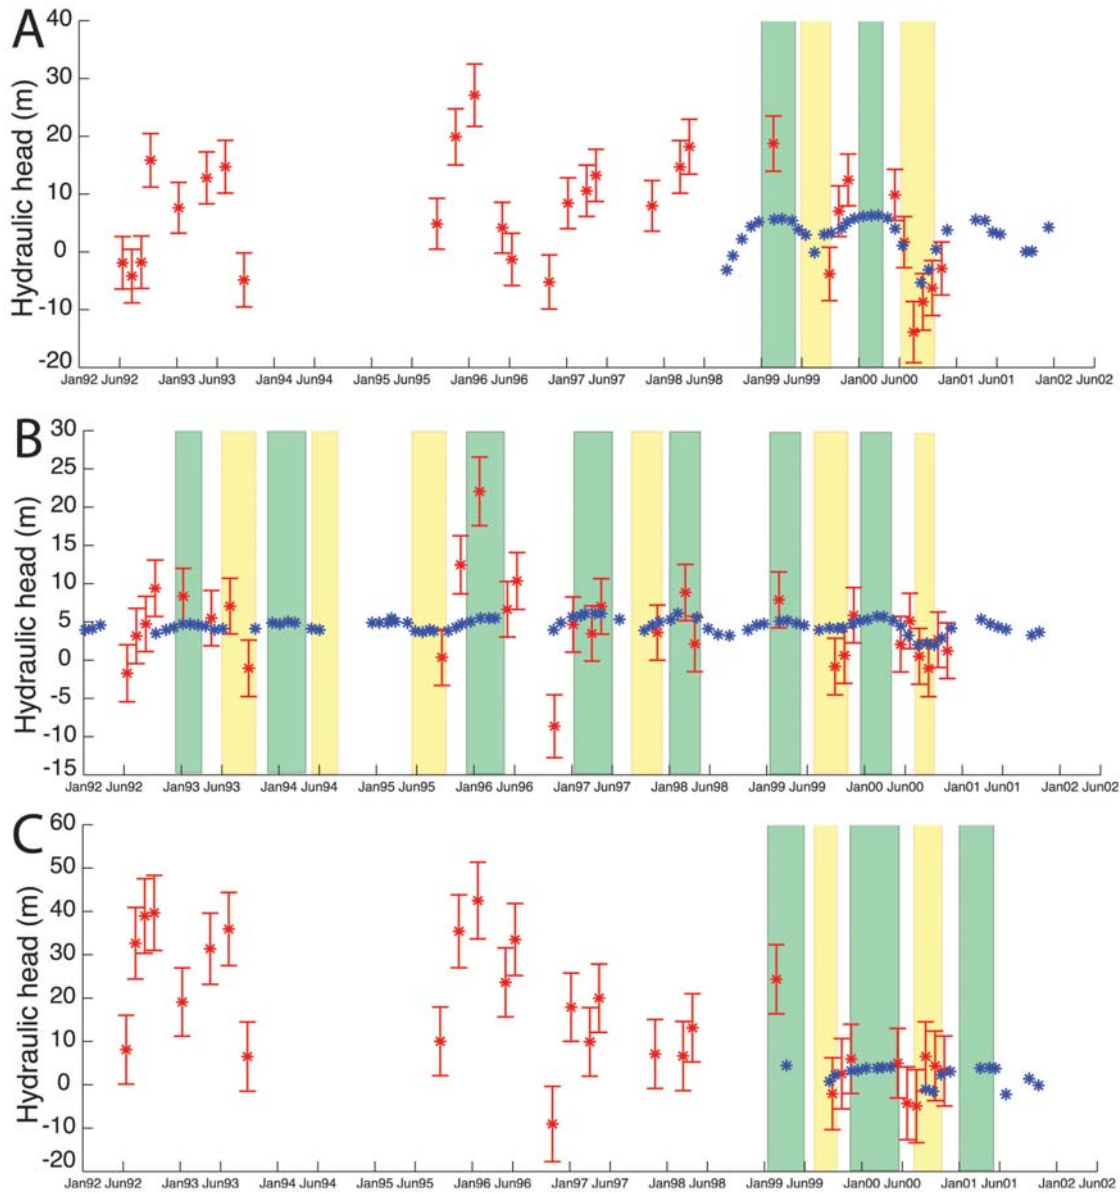 A
Hydraulic head (m)
40
30
20
10
0
-10
-20
Jan92 Jun92 Jan93 Jun93 Jan94 Jun94 Jan95 Jun95 Jan96 Jun96 Jan97 Jun97 Jan98 Jun98 Jan99 Jun99 Jan00 Jun00 Jan01 Jun01 Jan02 Jun02
B
Hydraulic head (m)
30
25
20
15
10
5
0
-5
-10
-15
Jan92 Jun92 Jan93 Jun93 Jan94 Jun94 Jan95 Jun95 Jan96 Jun96 Jan97 Jun97 Jan98 Jun98 Jan99 Jun99 Jan00 Jun00 Jan01 Jun01 Jan02 Jun02
C
Hydraulic head (m)
60
50
40
30
20
10
0
-10
-20
Jan92 Jun92 Jan93 Jun93 Jan94 Jun94 Jan95 Jun95 Jan96 Jun96 Jan97 Jun97 Jan98 Jun98 Jan99 Jun99 Jan00 Jun00 Jan01 Jun01 Jan02 Jun02